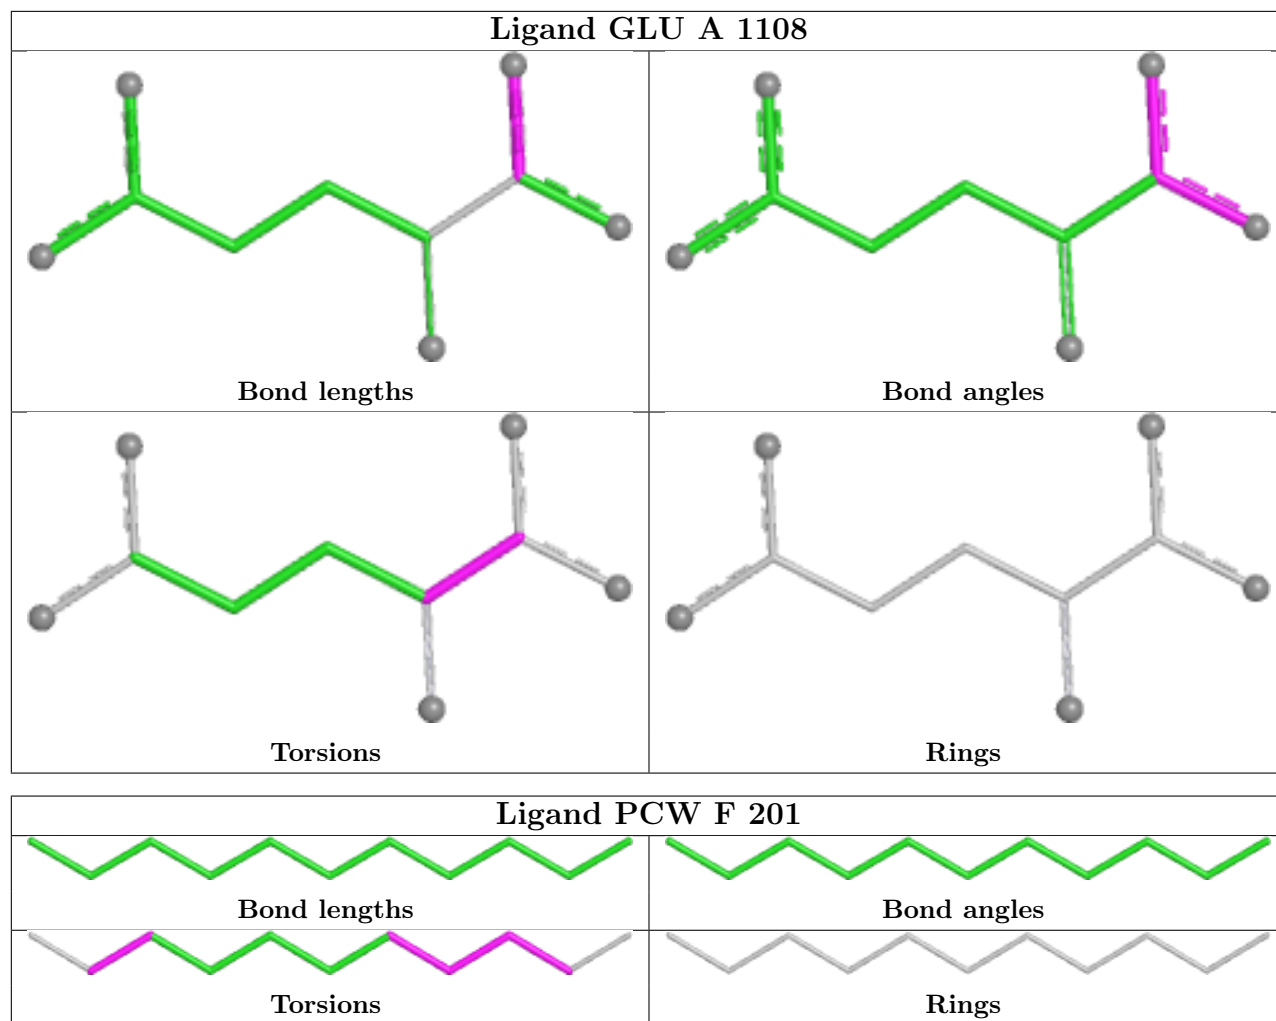 Ligand GLU A 1108
Bond lengths
Bond angles
Torsions
Rings
Ligand PCW F 201
Bond lengths
Bond angles
Torsions
Rings